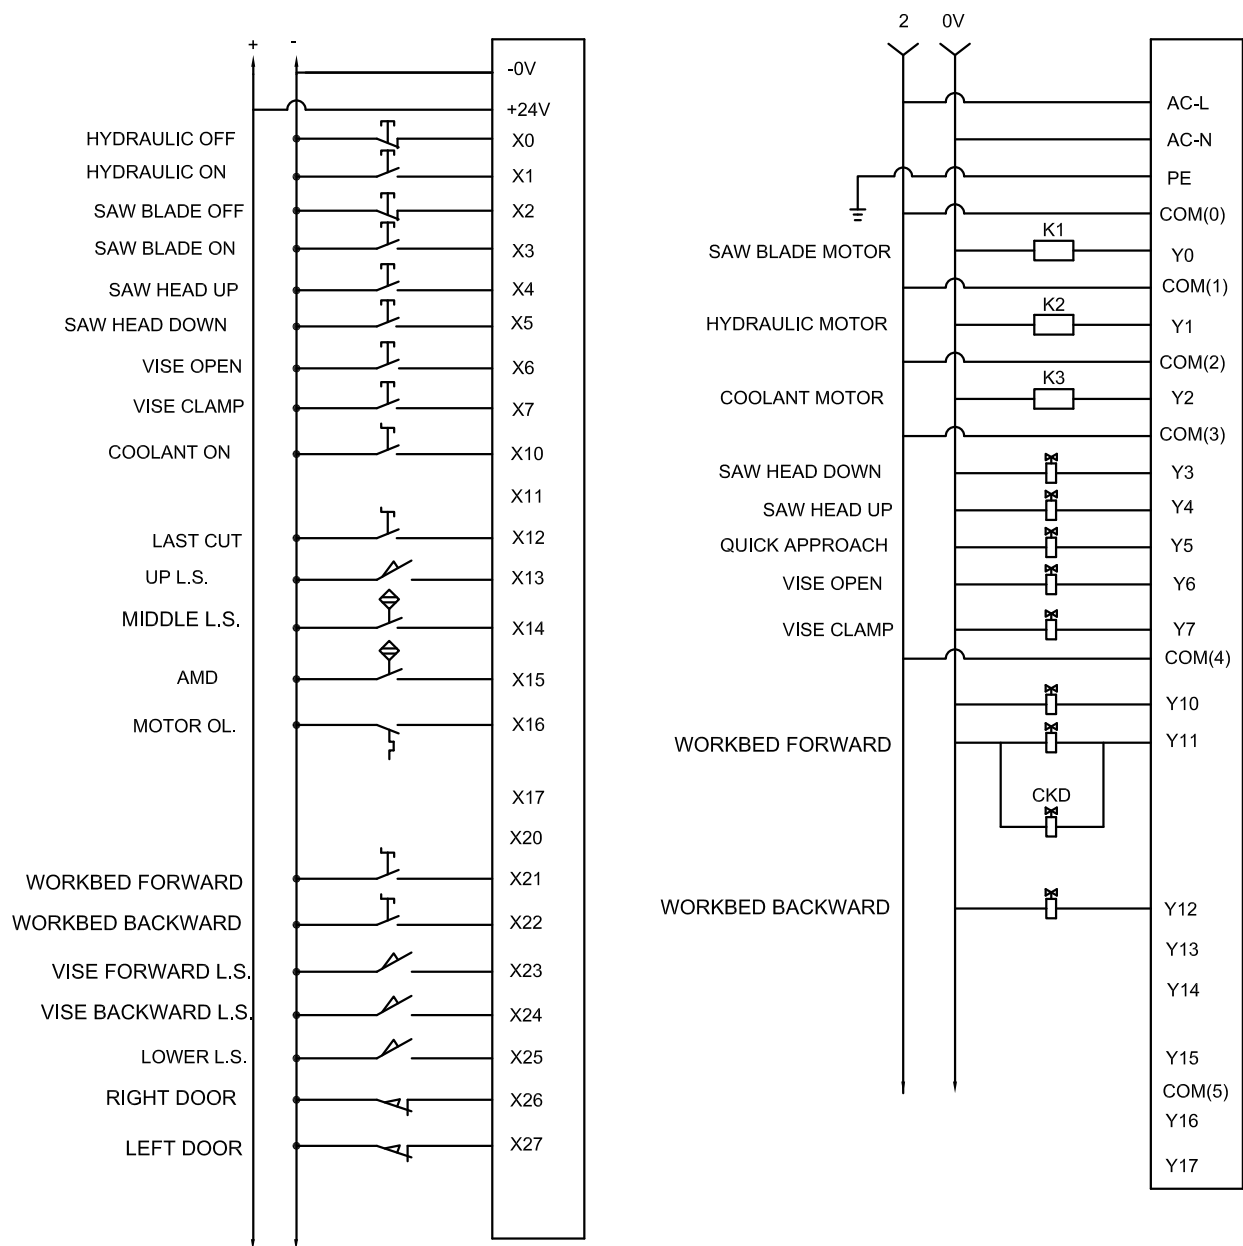 + -
-0V
+24V
HYDRAULIC OFF X0
HYDRAULIC ON X1
SAW BLADE OFF X2
SAW BLADE ON X3
SAW HEAD UP X4
SAW HEAD DOWN X5
VISE OPEN X6
VISE CLAMP X7
COOLANT ON X10
X11
LAST CUT X12
UP L.S. X13
MIDDLE L.S. X14
AMD X15
MOTOR OL. X16
X17
X20
WORKBED FORWARD X21
WORKBED BACKWARD X22
VISE FORWARD L.S. X23
VISE BACKWARD L.S. X24
LOWER L.S. X25
RIGHT DOOR X26
LEFT DOOR X27
2 0V
AC-L
AC-N
PE
COM(0)
K1
SAW BLADE MOTOR Y0
COM(1)
K2
HYDRAULIC MOTOR Y1
COM(2)
K3
COOLANT MOTOR Y2
COM(3)
SAW HEAD DOWN Y3
SAW HEAD UP Y4
QUICK APPROACH Y5
VISE OPEN Y6
VISE CLAMP Y7
COM(4)
Y10
WORKBED FORWARD Y11
CKD
WORKBED BACKWARD Y12
Y13
Y14
Y15
COM(5)
Y16
Y17